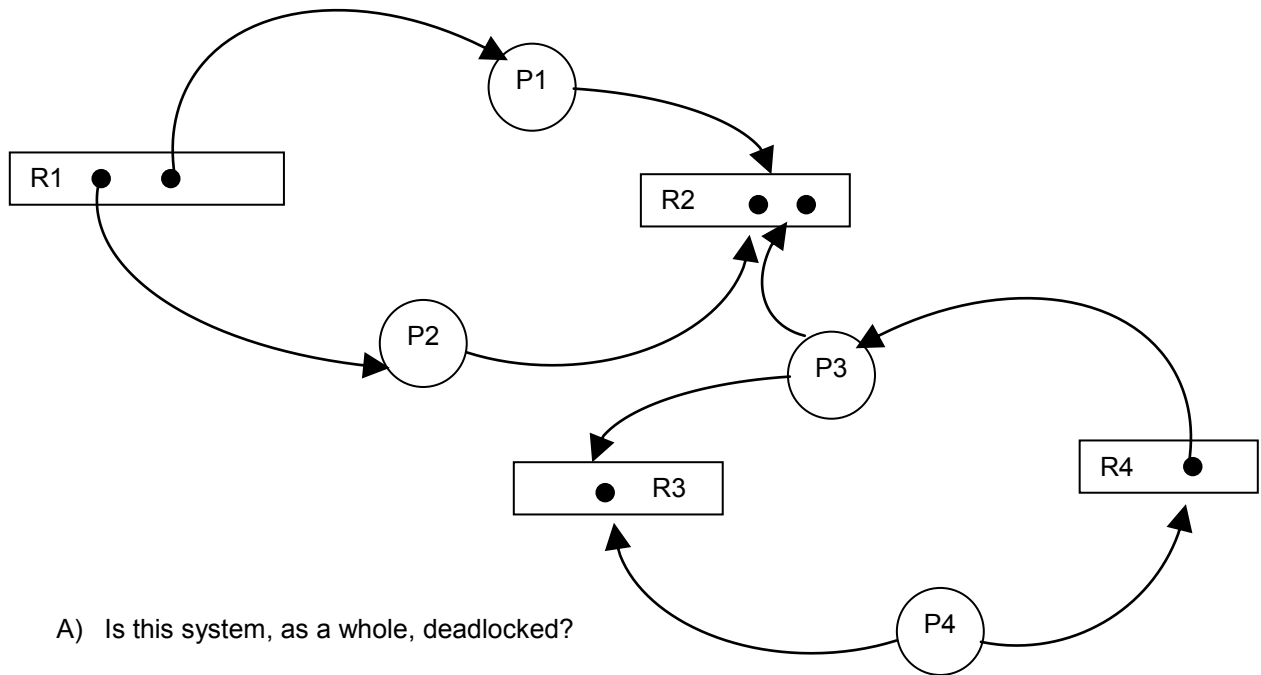 P1
R1
R2
P2
P3
R4
R3
P4
A) Is this system, as a whole, deadlocked?